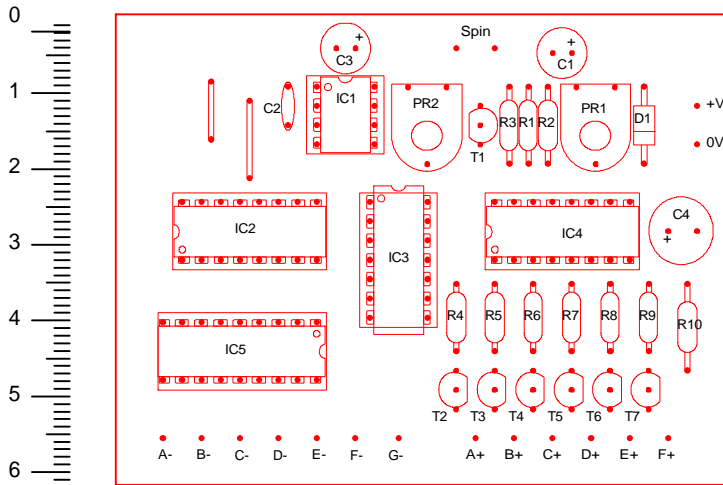 0
Spin
+
+
C3
C1
1
C2
IC1
PR2
R3
R1
R2
PR1
D1
+V
T1
0V
2
IC2
IC3
IC4
C4
+
3
4
R4
R5
R6
R7
R8
R9
R10
IC5
5
T2
T3
T4
T5
T6
T7
A-
B-
C-
D-
E-
F-
G-
A+
B+
C+
D+
E+
F+
6